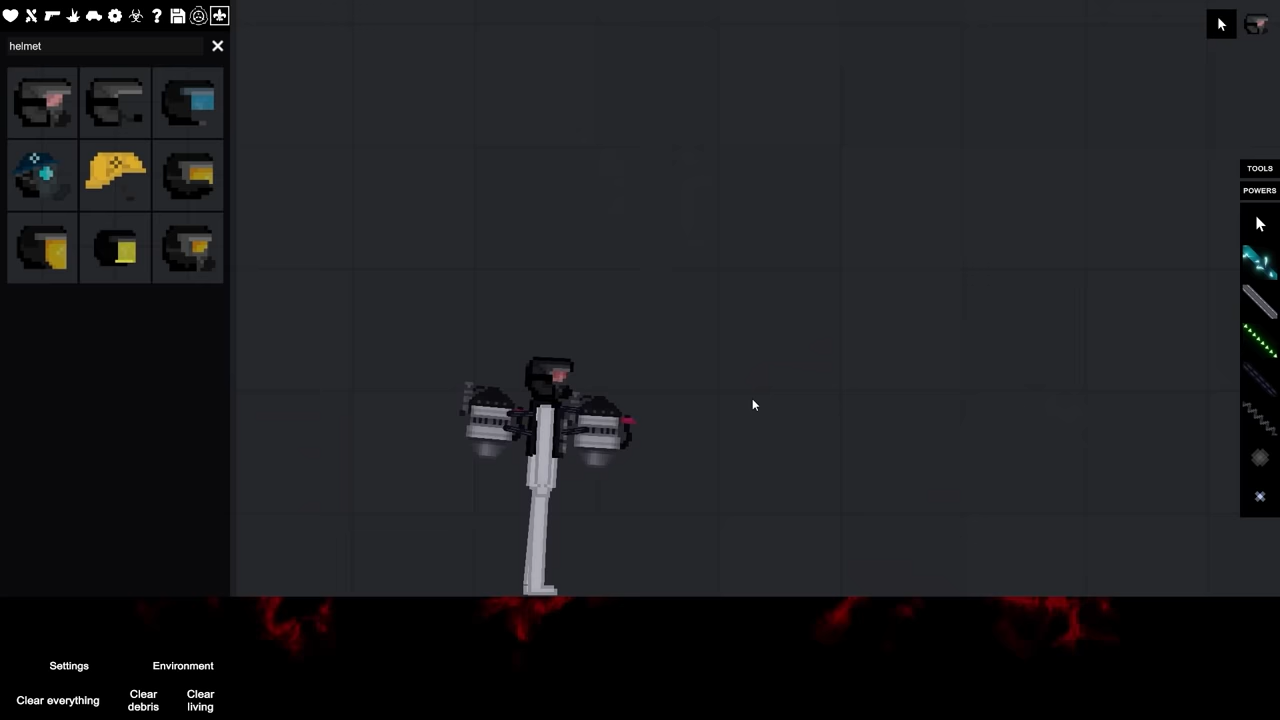 helmet
TOOLS
POWERS
Settings
Environment
Clear everything
Clear
debris
Clear
living